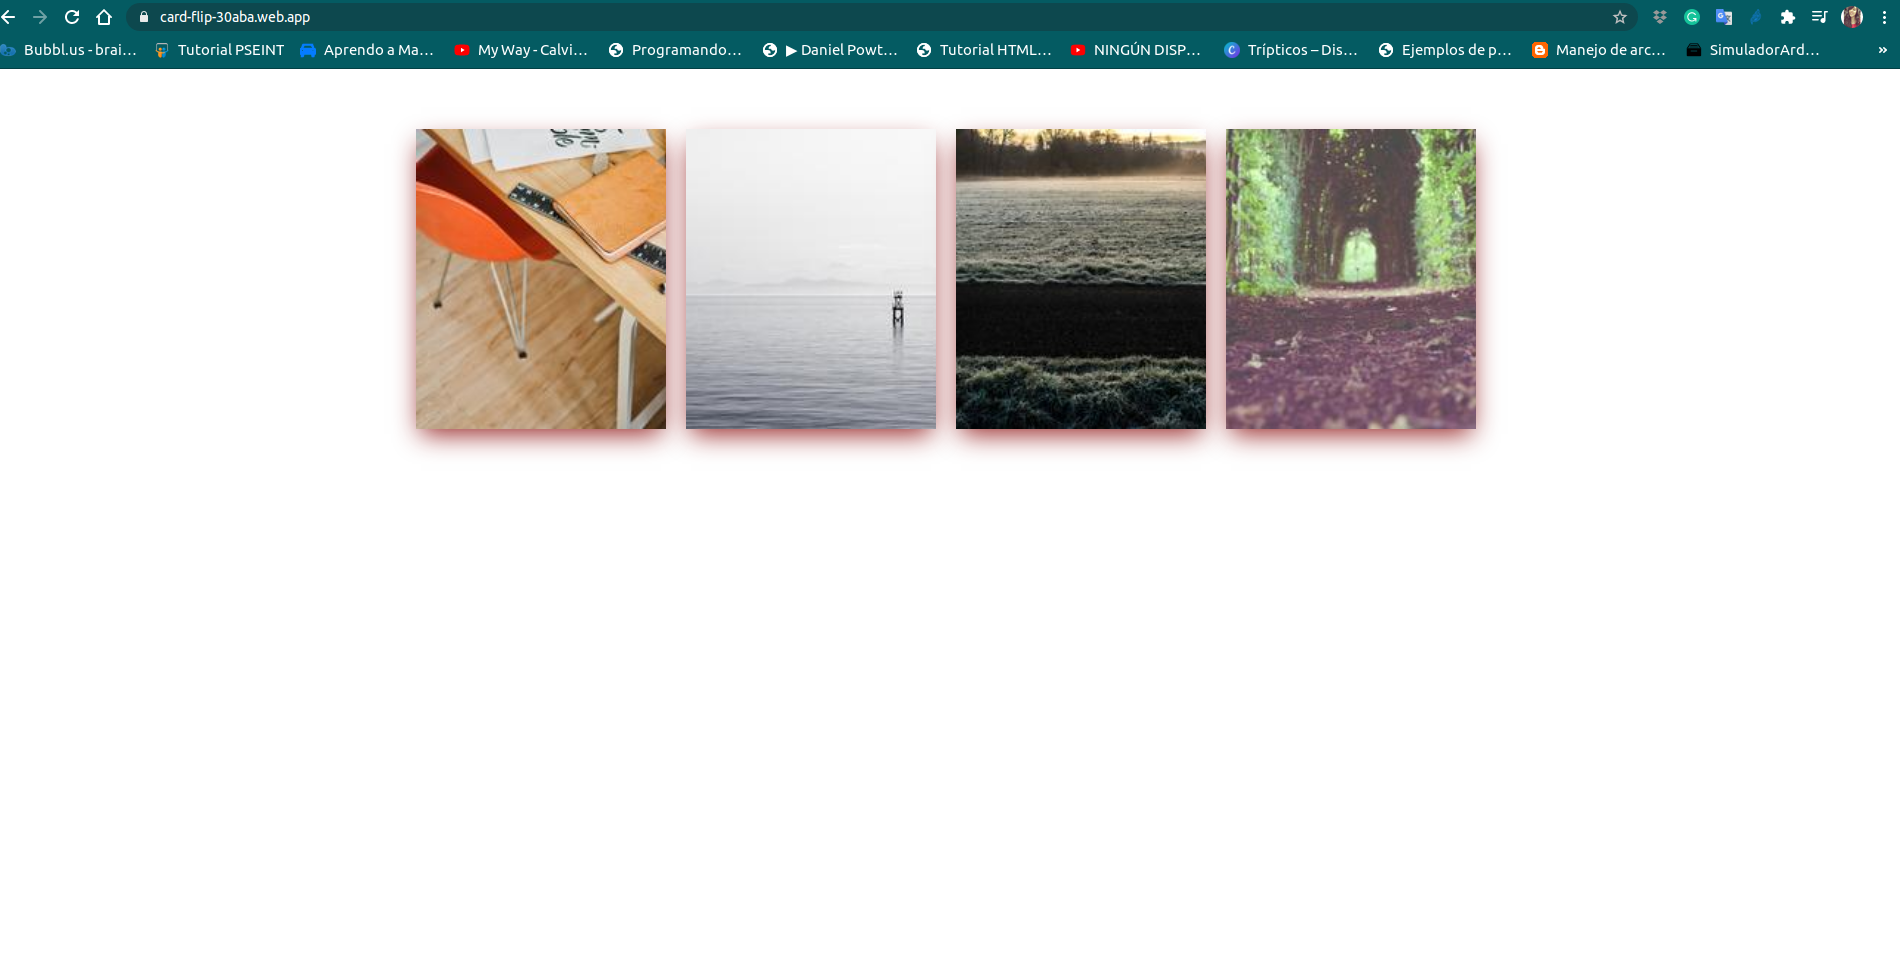 card-flip-30aba.web.app
Bubbl.us - brai... Tutorial PSEINT Aprendo a Ma... My Way - Calvi... Programando... ▶ Daniel Powt... Tutorial HTML... NINGÚN DISP... Trípticos – Dis... Ejemplos de p... Manejo de arc... SimuladorArd... »